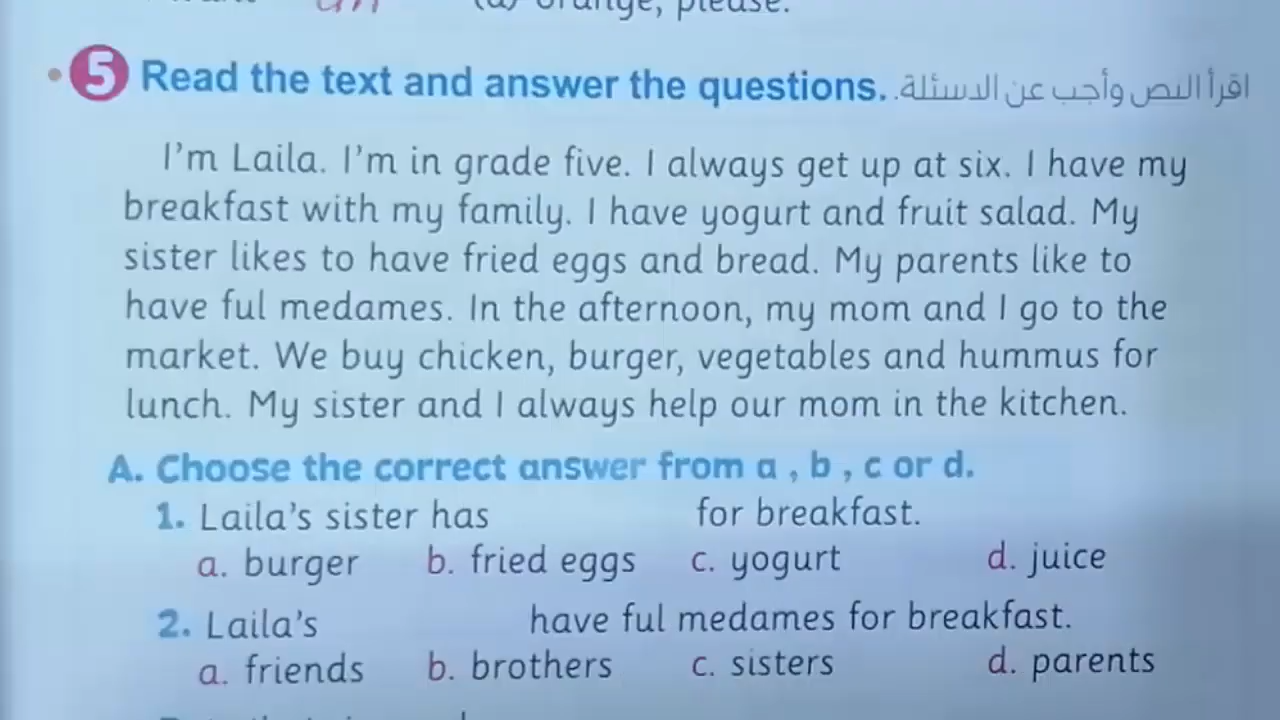 an (a) orange, please.
5 Read the text and answer the questions. اقرأ النص وأجب عن الاسئلة.
I'm Laila. I'm in grade five. I always get up at six. I have my
breakfast with my family. I have yogurt and fruit salad. My
sister likes to have fried eggs and bread. My parents like to
have ful medames. In the afternoon, my mom and I go to the
market. We buy chicken, burger, vegetables and hummus for
lunch. My sister and I always help our mom in the kitchen.
A. Choose the correct answer from a , b , c or d.
1. Laila's sister has for breakfast.
a. burger b. fried eggs c. yogurt d. juice
2. Laila's have ful medames for breakfast.
a. friends b. brothers c. sisters d. parents